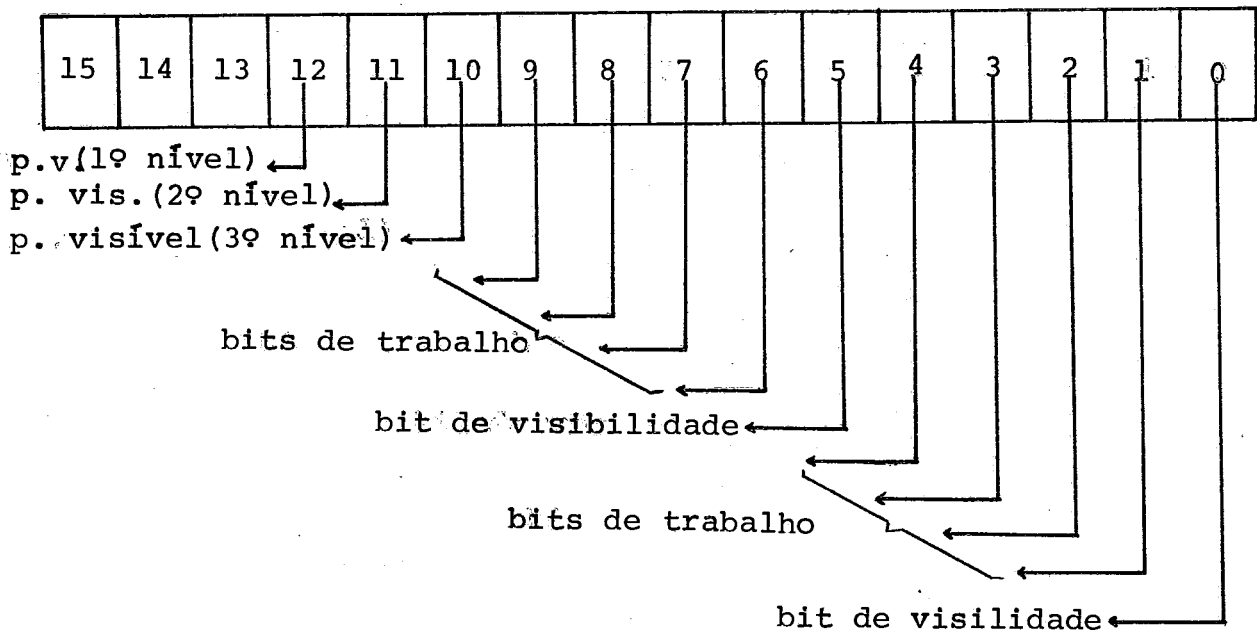 15 14 13 12 11 10 9 8 7 6 5 4 3 2 1 0
p.v.(1º nível)
p. vis.(2º nível)
p. visível(3º nível)
bits de trabalho
bit de visibilidade
bits de trabalho
bit de visilidade